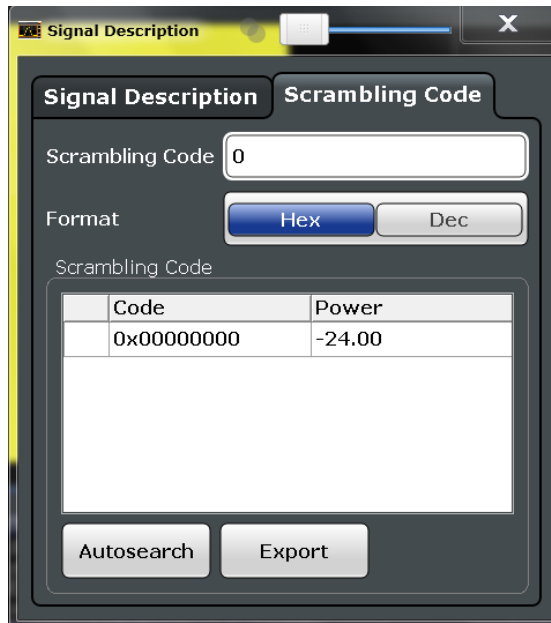 Signal Description
X
Signal Description Scrambling Code
Scrambling Code 0
Format Hex Dec
Scrambling Code
Code Power
0x00000000 -24.00
Autosearch Export